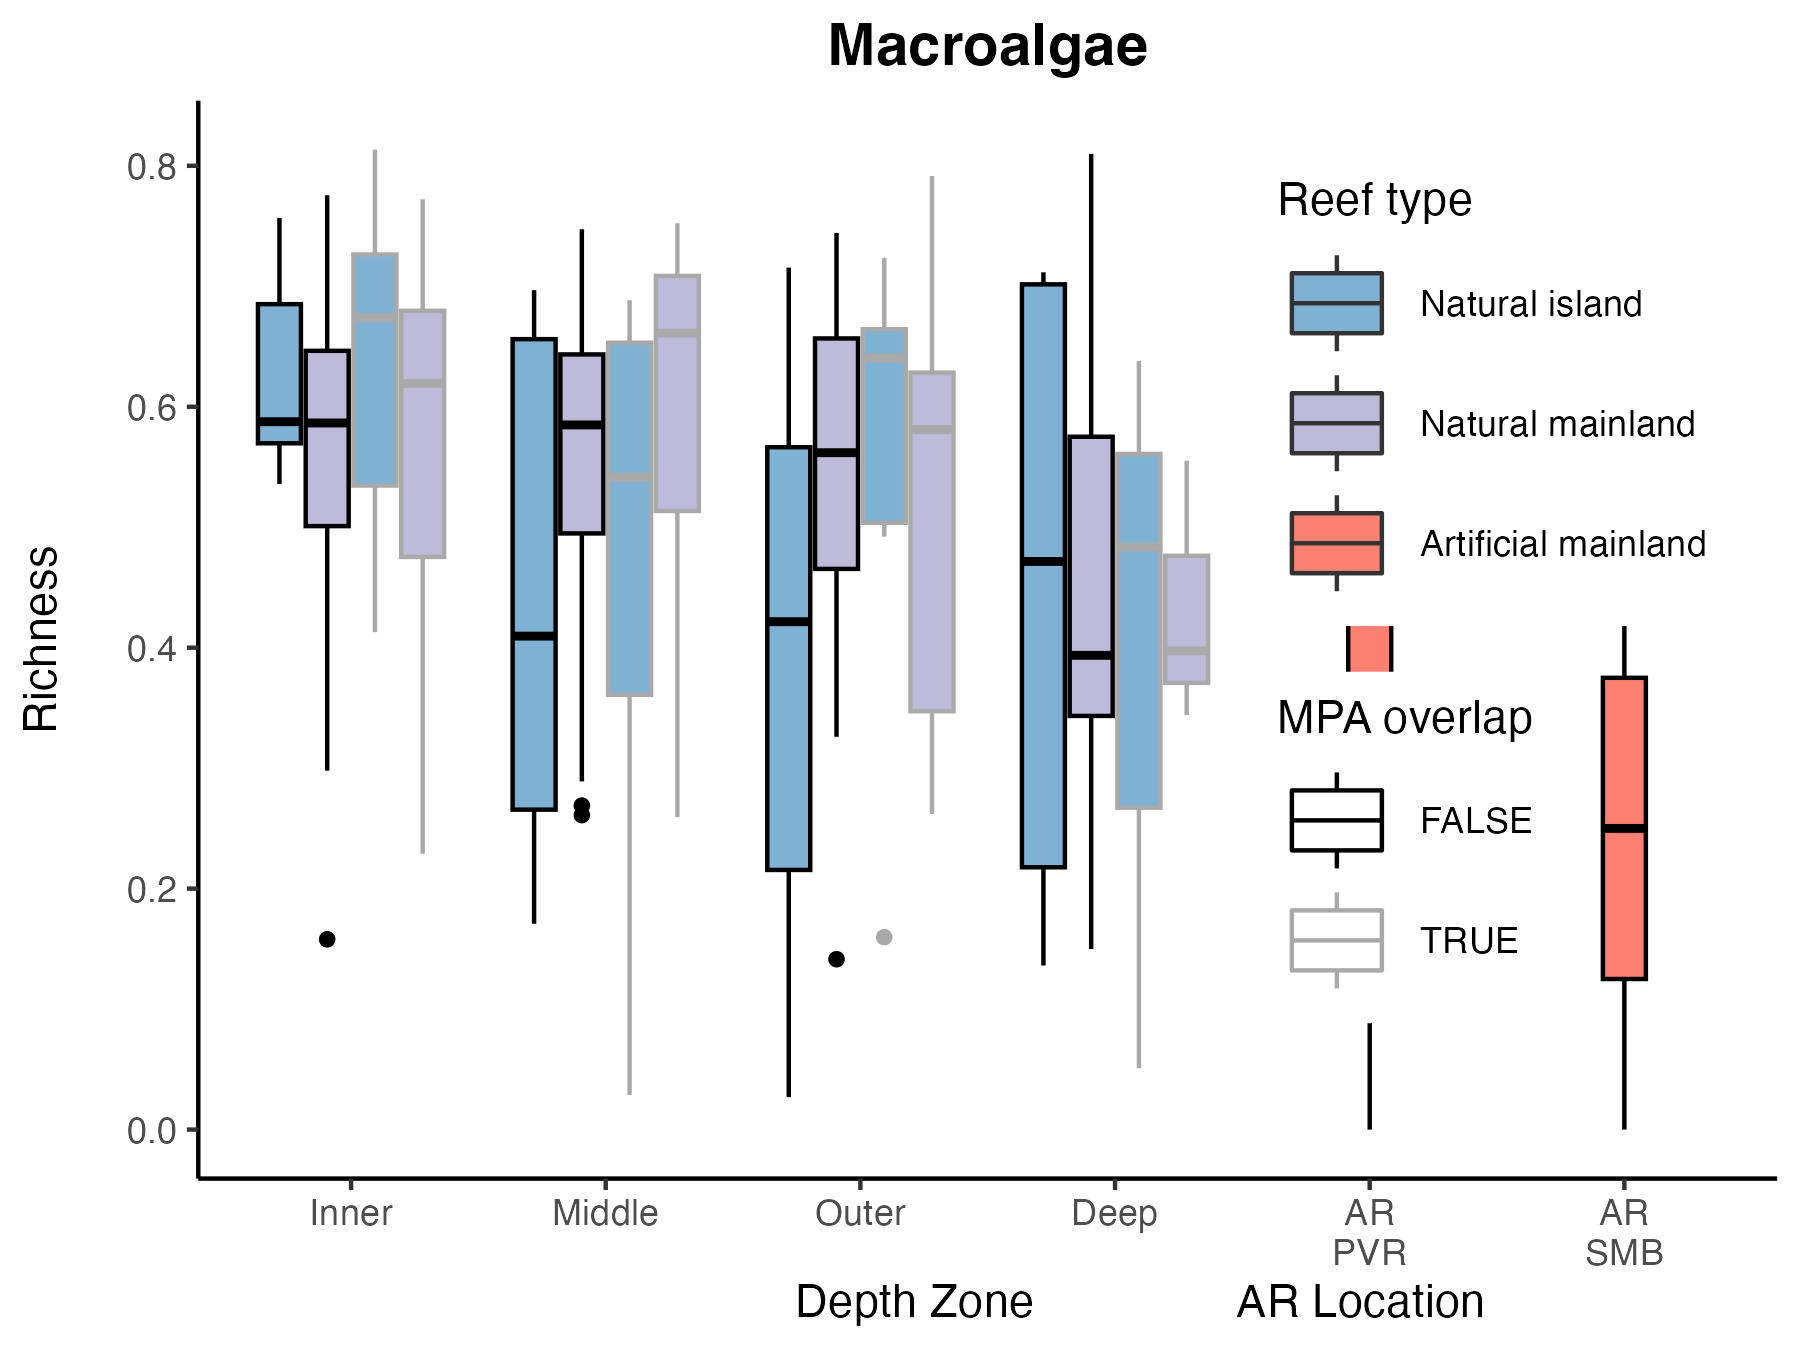 Macroalgae
Richness
0.8
0.6
0.4
0.2
0.0
Reef type
Natural island
Natural mainland
Artificial mainland
MPA overlap
FALSE
TRUE
Inner
Middle
Outer
Deep
AR
PVR
AR
SMB
Depth Zone
AR Location